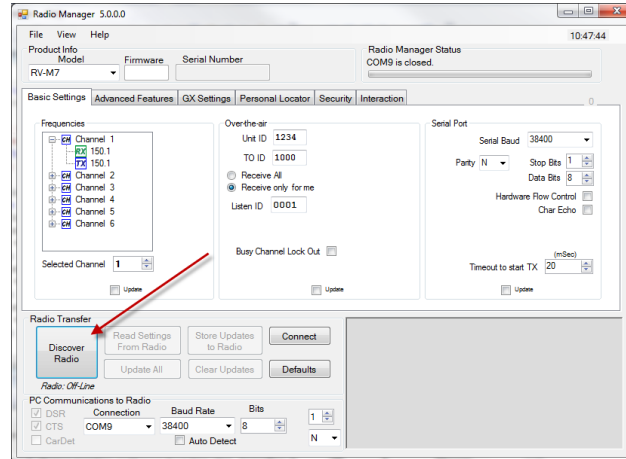 Radio Manager 5.0.0.0
File View Help 10:47:44
Product Info Radio Manager Status
Model Firmware Serial Number COM9 is closed.
RV-M7
Basic Settings Advanced Features GX Settings Personal Locator Security Interaction 0
Frequencies Over-the-air Serial Port
CH Channel 1 Unit ID 1234 Serial Baud 38400
RX 150.1
TX 150.1 TO ID 1000 Parity N Stop Bits 1
CH Channel 2 Receive All Data Bits 8
CH Channel 3 Receive only for me
CH Channel 4 Hardware Flow Control
CH Channel 5 Listen ID 0001 Char Echo
CH Channel 6
Busy Channel Lock Out
(mSec)
Selected Channel 1 Timeout to start TX 20
Update Update Update
Radio Transfer
Discover Radio Read Settings From Radio Store Updates to Radio Connect
Update All Clear Updates Defaults
Radio: Off-Line
PC Communications to Radio
DSR Connection Baud Rate Bits 1
CTS COM9 38400 8
CarDet Auto Detect N